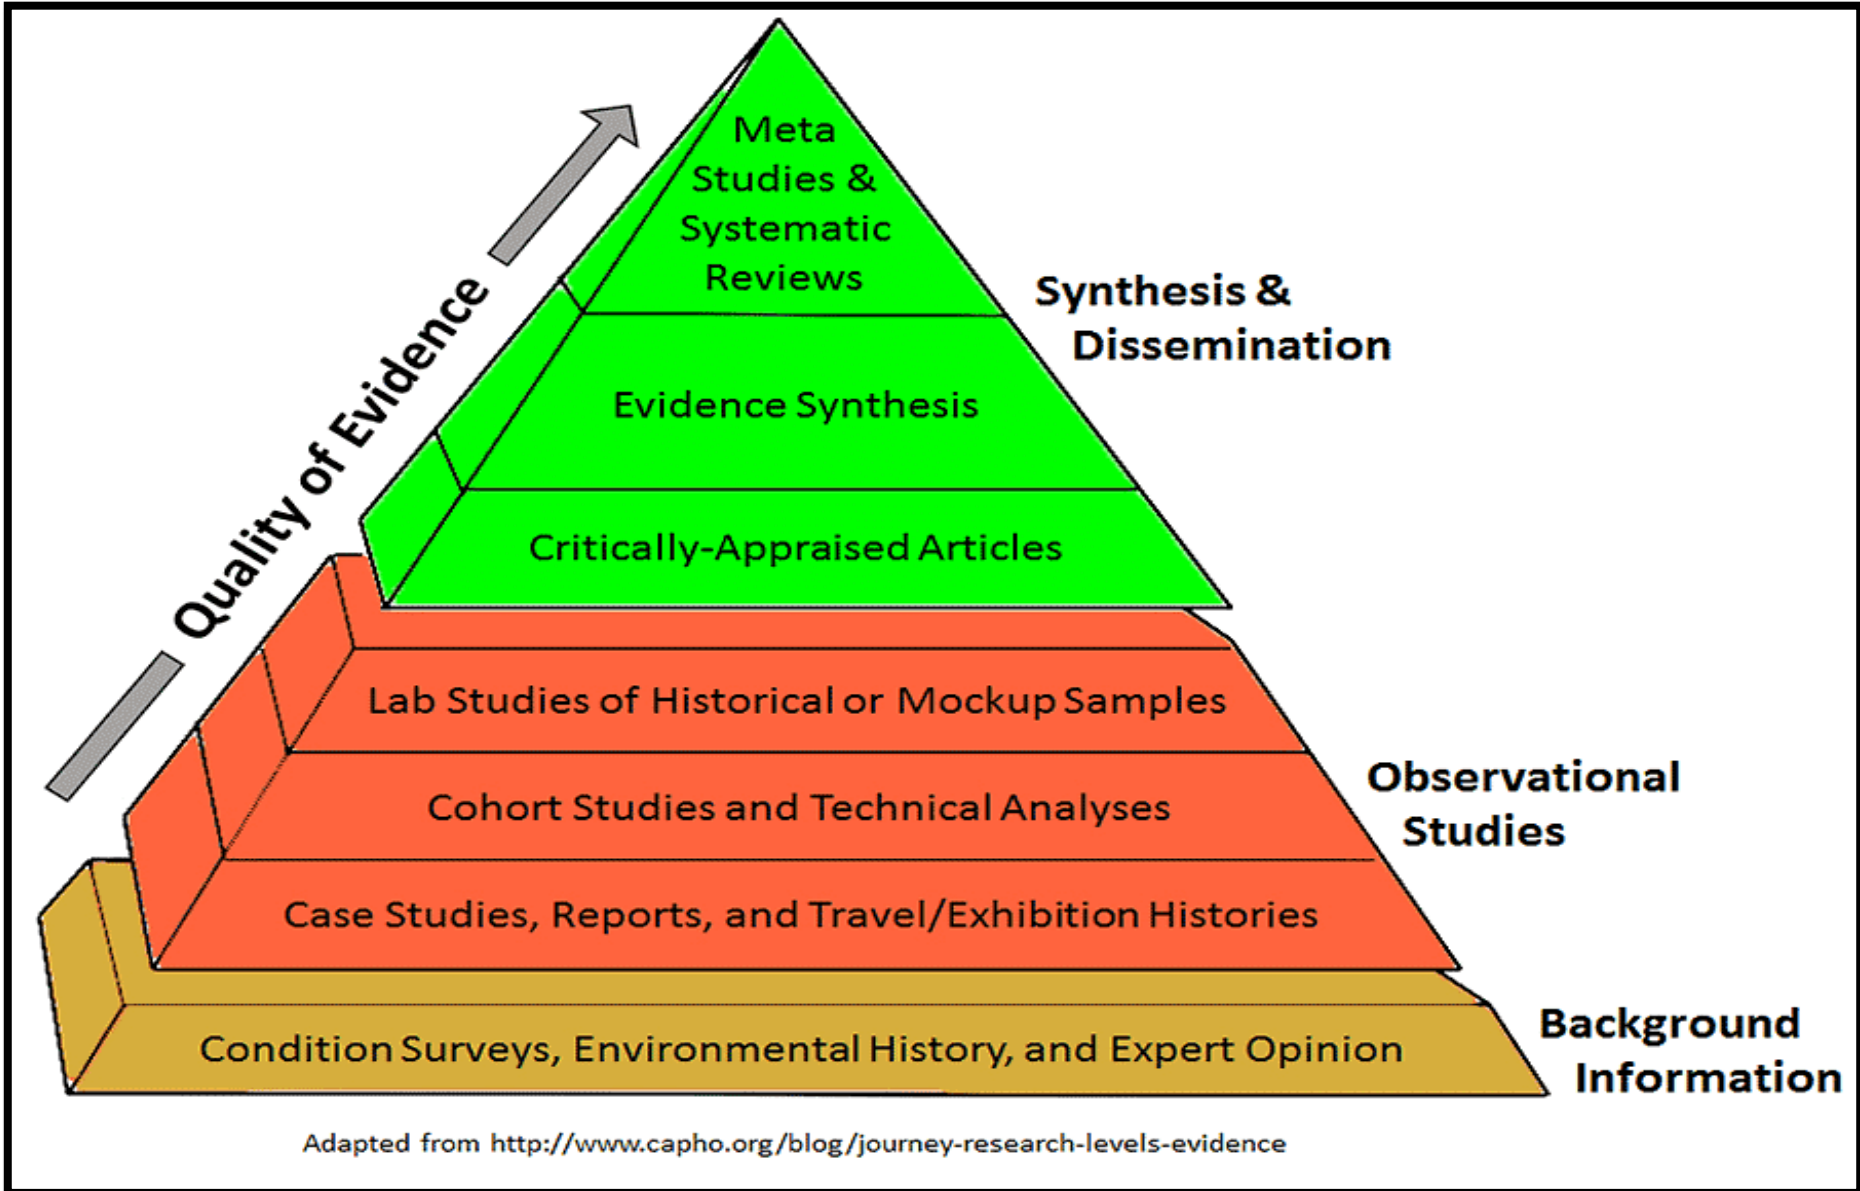 Meta
Studies &
Systematic
Reviews
Evidence Synthesis
Critically-Appraised Articles
Synthesis &
Dissemination
Quality of Evidence
Lab Studies of Historical or Mockup Samples
Cohort Studies and Technical Analyses
Case Studies, Reports, and Travel/Exhibition Histories
Observational
Studies
Condition Surveys, Environmental History, and Expert Opinion
Background
Information
Adapted from http://www.capho.org/blog/journey-research-levels-evidence